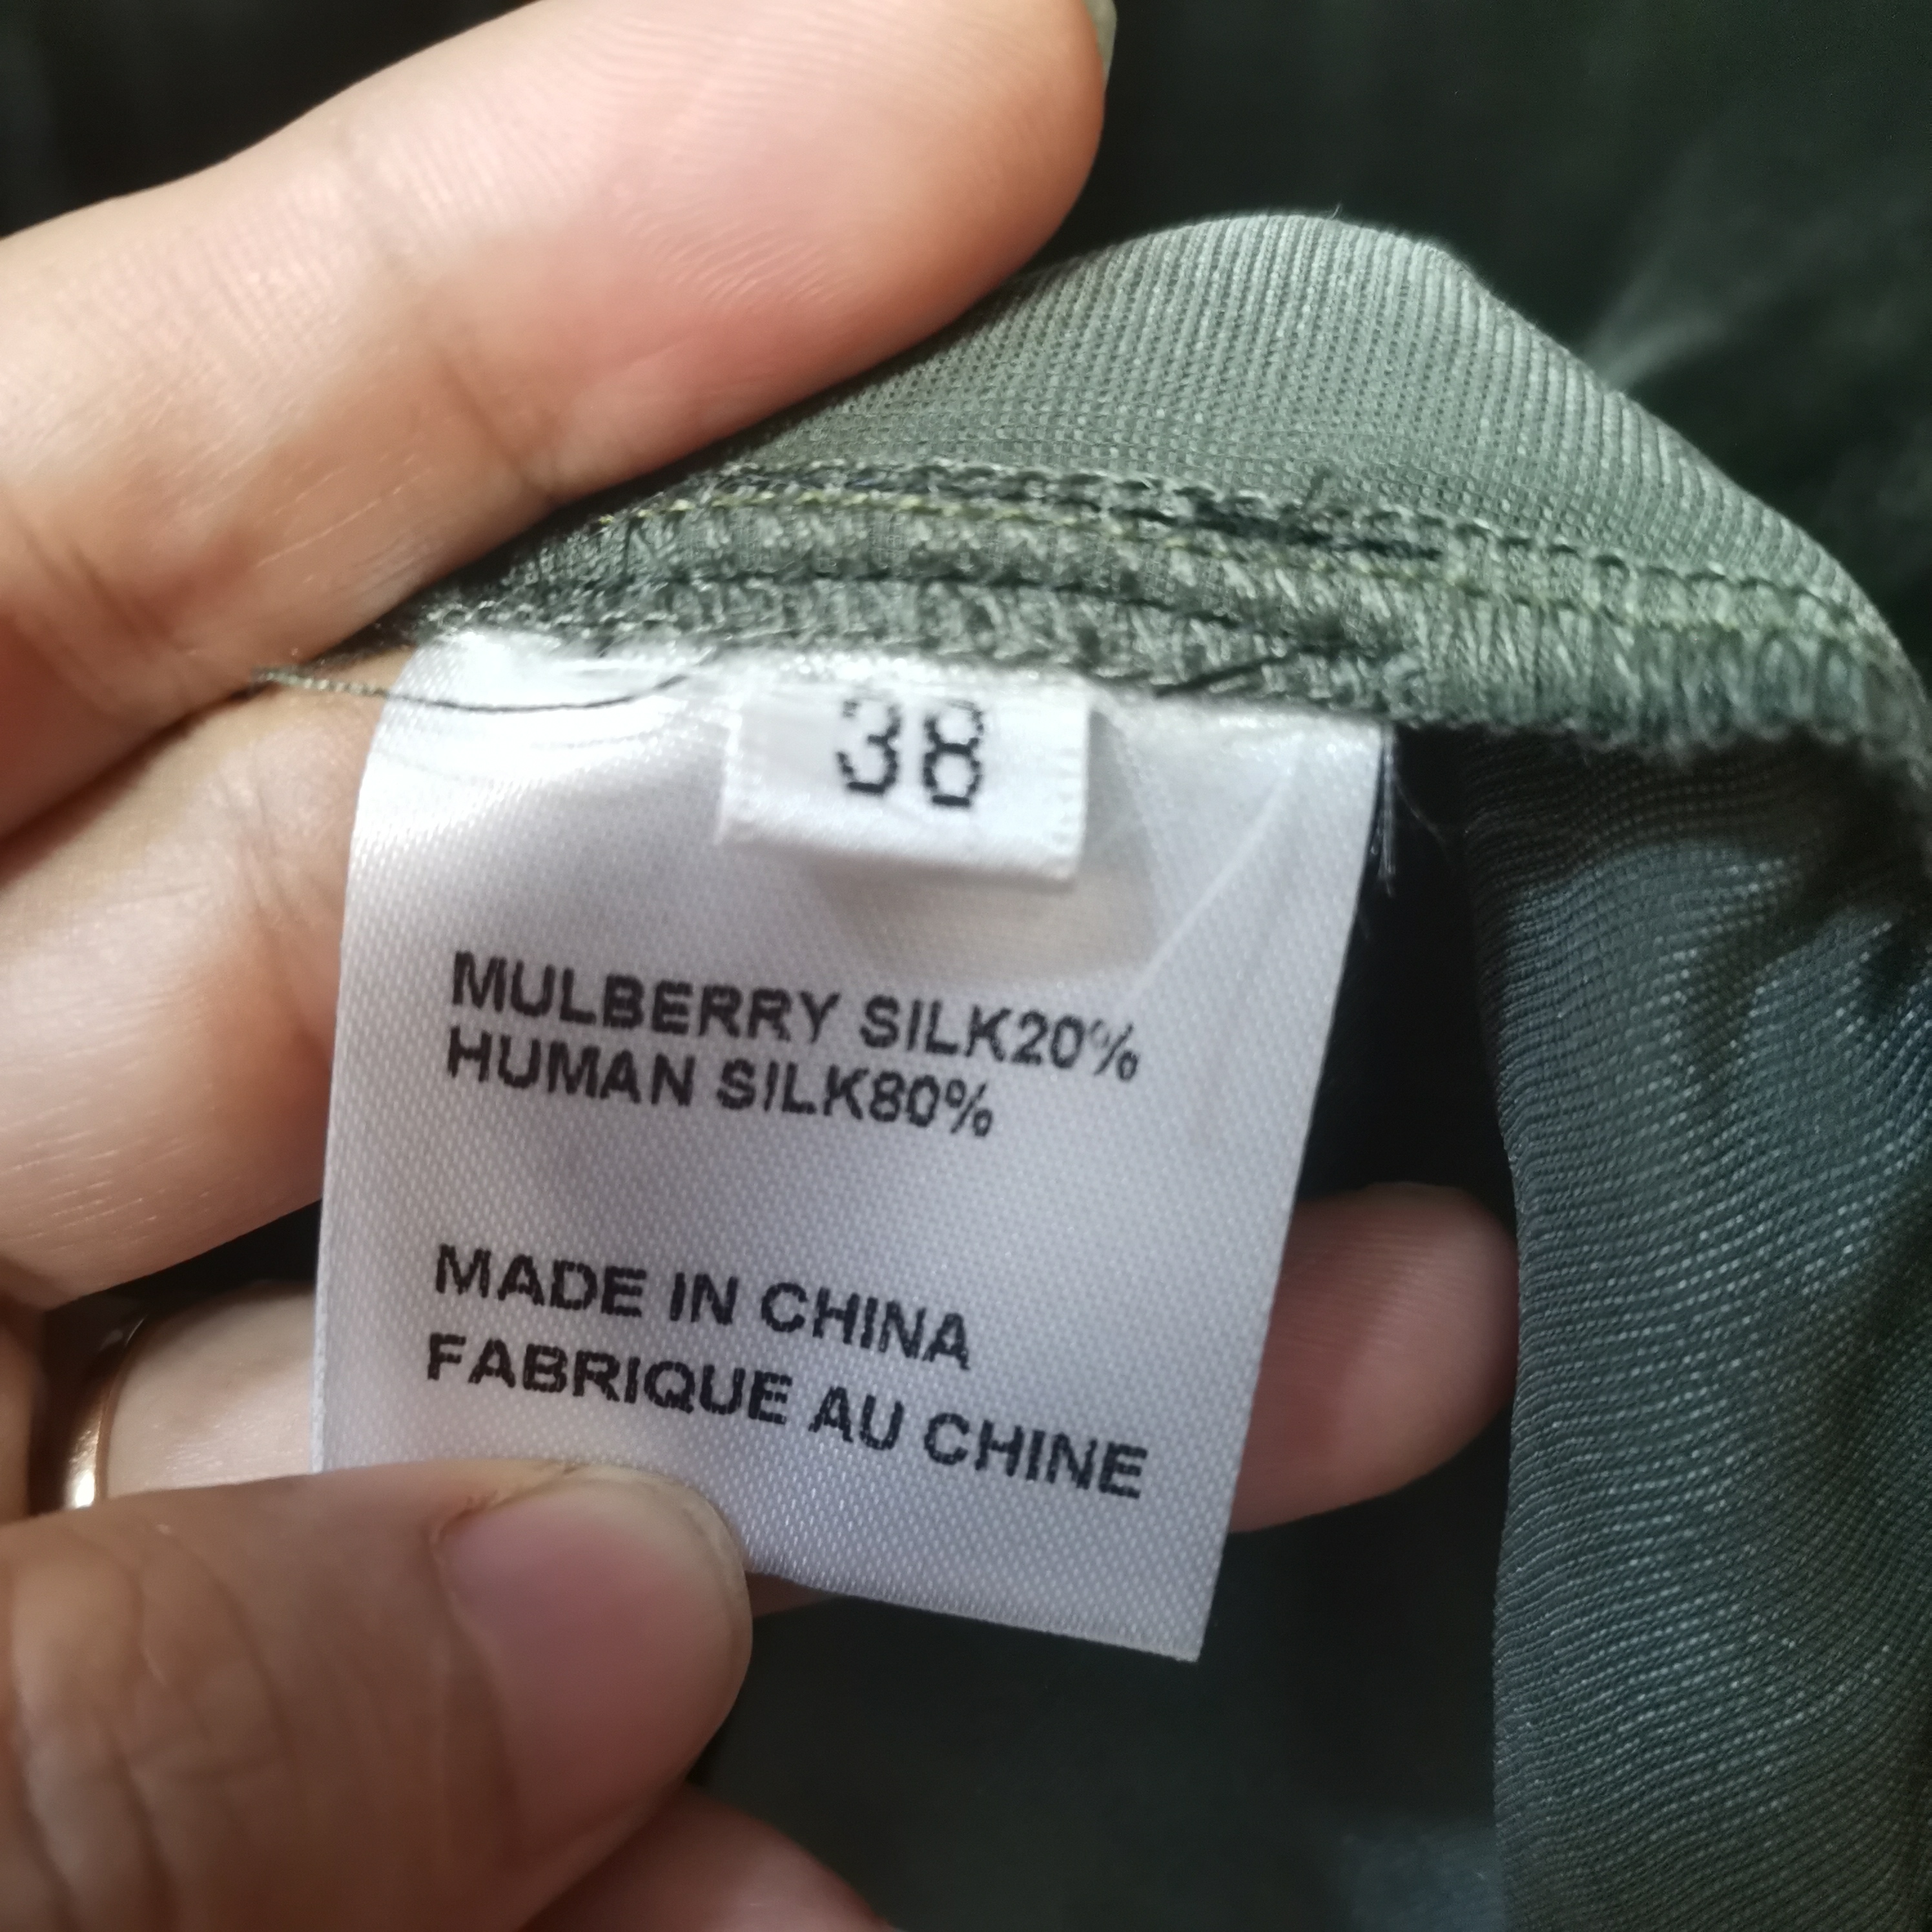 38
MULBERRY SILK20%
HUMAN SILK80%
MADE IN CHINA
FABRIQUE AU CHINE